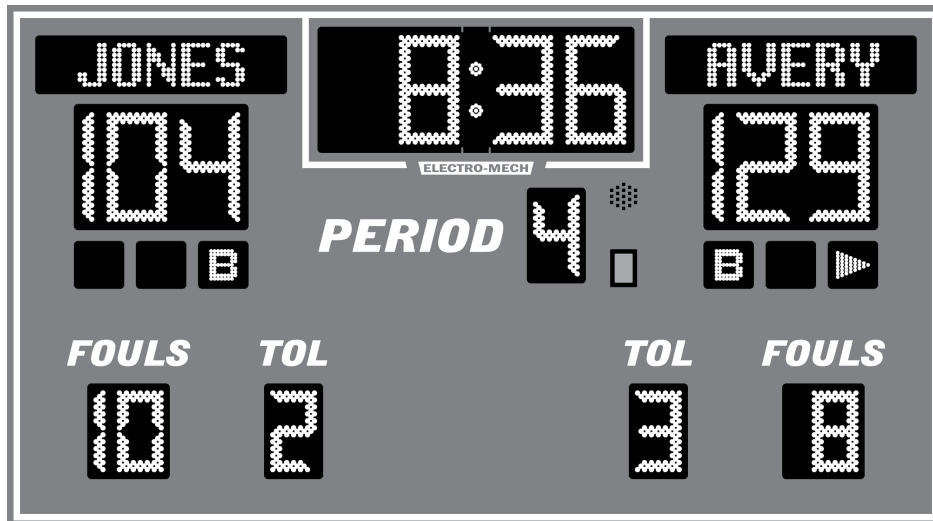 JONES 8:36 AVERY
104 129
ELECTRO-MECH
PERIOD 4
B B
FOULS TOL TOL FOULS
10 2 3 8